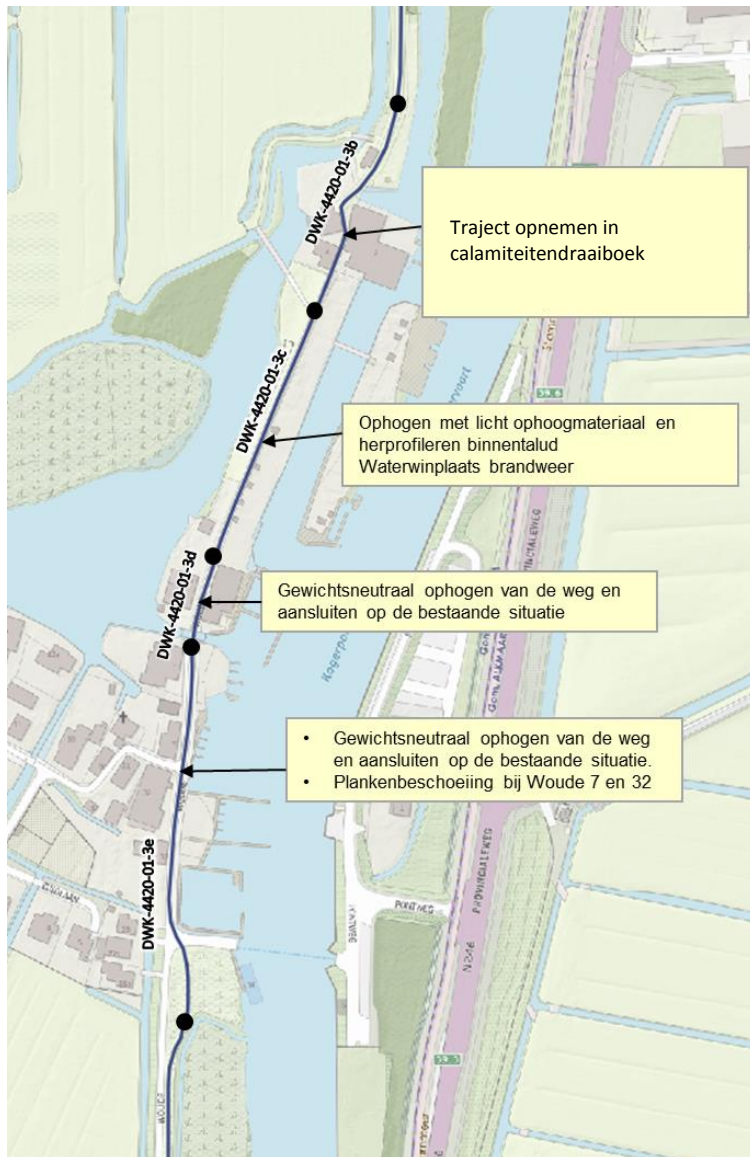 DWK-4420-01-3b
Traject opnemen in
calamiteitendraaiboek
DWK-4420-01-3c
Ophogen met licht ophoogmateriaal en
herprofileren binnentalud
Waterwinplaats brandweer
DWK-4420-01-3d
Gewichtsneutraal ophogen van de weg en
aansluiten op de bestaande situatie
• Gewichtsneutraal ophogen van de weg
en aansluiten op de bestaande situatie.
• Plankenbeschoeiing bij Woude 7 en 32
DWK-4420-01-3e
PONTWEG
N246
PROVINCIALEWEG
WOUDE